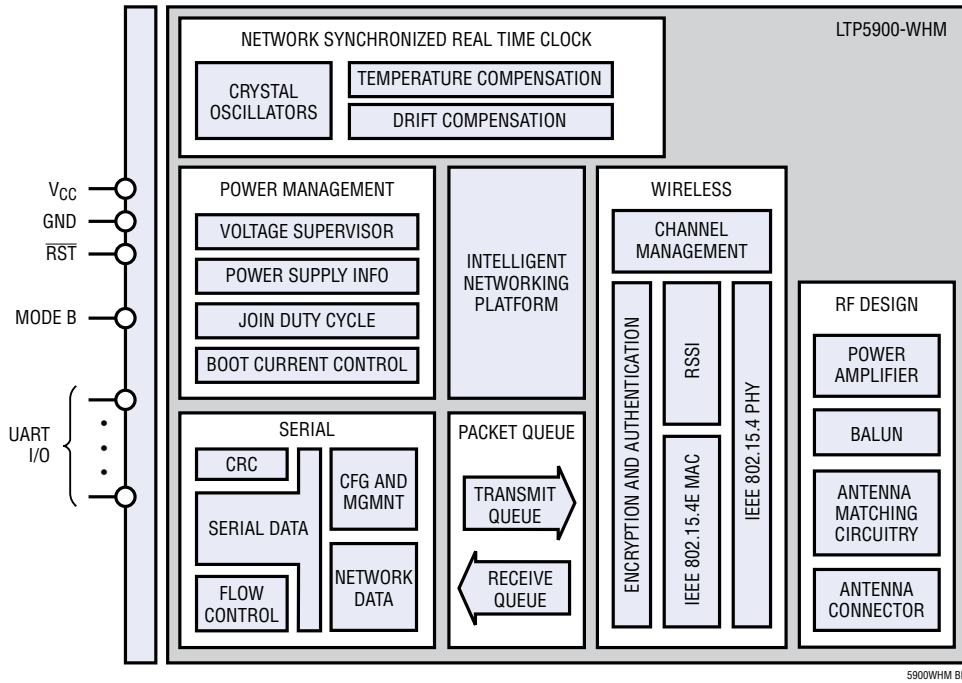 LTP5900-WHM
NETWORK SYNCHRONIZED REAL TIME CLOCK
CRYSTAL
OSCILLATORS
TEMPERATURE COMPENSATION
DRIFT COMPENSATION
VCC
GND
RST
MODE B
UART
I/O
POWER MANAGEMENT
VOLTAGE SUPERVISOR
POWER SUPPLY INFO
JOIN DUTY CYCLE
BOOT CURRENT CONTROL
INTELLIGENT
NETWORKING
PLATFORM
WIRELESS
CHANNEL
MANAGEMENT
ENCRYPTION AND AUTHENTICATION
RSSI
IEEE 802.15.4E MAC
IEEE 802.15.4 PHY
RF DESIGN
POWER
AMPLIFIER
BALUN
ANTENNA
MATCHING
CIRCUITRY
ANTENNA
CONNECTOR
SERIAL
CRC
SERIAL DATA
FLOW
CONTROL
CFG AND
MGMNT
NETWORK
DATA
PACKET QUEUE
TRANSMIT
QUEUE
RECEIVE
QUEUE
5900WHM